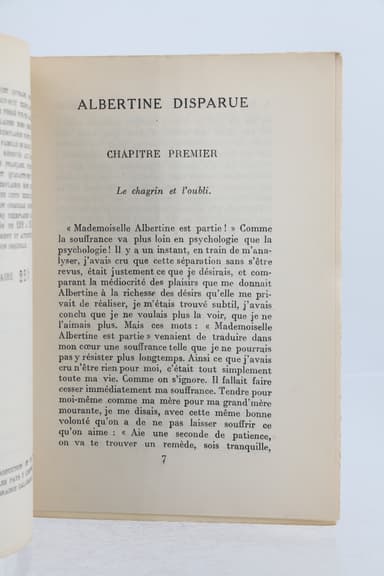 ALBERTINE DISPARUE
CHAPITRE PREMIER
Le chagrin et l'oubli.
« Mademoiselle Albertine est partie ! » Comme
la souffrance va plus loin en psychologie que la
psychologie ! Il y a un instant, en train de m'ana-
lyser, j'avais cru que cette séparation sans s'être
revus, était justement ce que je désirais, et com-
parant la médiocrité des plaisirs que me donnait
Albertine à la richesse des désirs qu'elle me pri-
vait de réaliser, je m'étais trouvé subtil, j'avais
conclu que je ne voulais plus la voir, que je ne
l'aimais plus. Mais ces mots : « Mademoiselle
Albertine est partie » venaient de traduire dans
mon cœur une souffrance telle que je ne pourrais
pas y résister plus longtemps. Ainsi ce que j'avais
cru n'être rien pour moi, c'était tout simplement
toute ma vie. Comme on s'ignore. Il fallait faire
cesser immédiatement ma souffrance. Tendre pour
moi-même comme ma mère pour ma grand'mère
mourante, je me disais, avec cette même bonne
volonté qu'on a de ne pas laisser souffrir ce
qu'on aime : « Aie une seconde de patience,
on va te trouver un remède, sois tranquille,
7